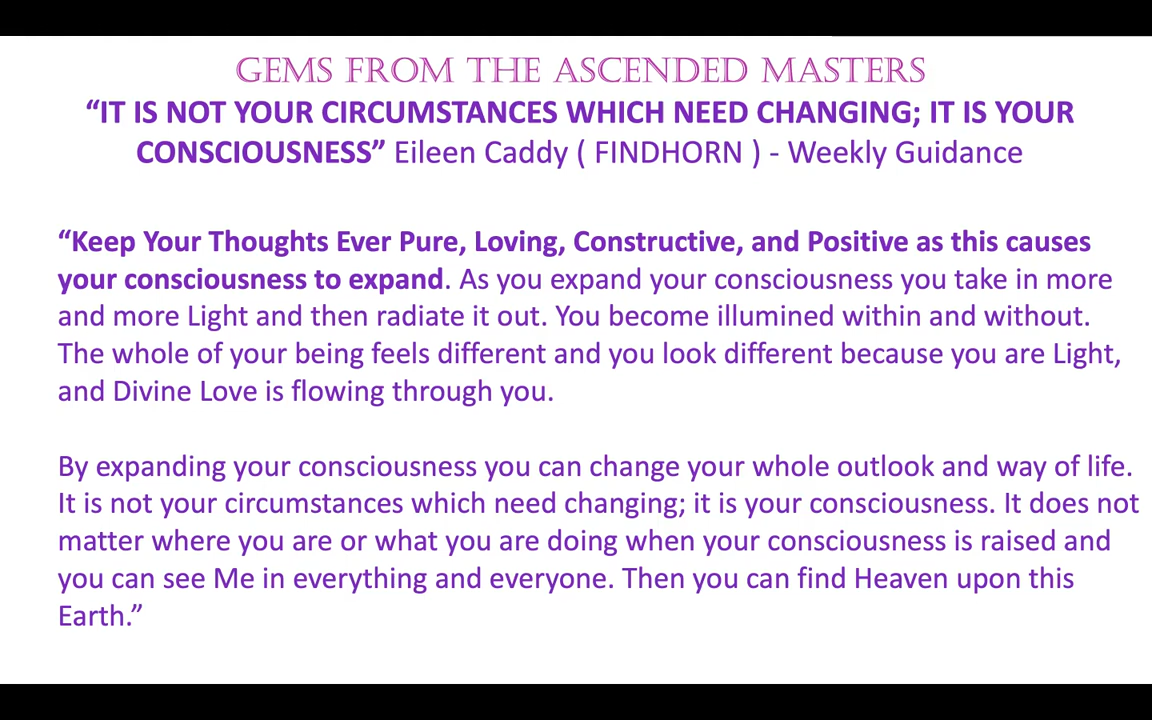 GEMS FROM THE ASCENDED MASTERS
“IT IS NOT YOUR CIRCUMSTANCES WHICH NEED CHANGING; IT IS YOUR
CONSCIOUSNESS” Eileen Caddy ( FINDHORN ) - Weekly Guidance
“Keep Your Thoughts Ever Pure, Loving, Constructive, and Positive as this causes
your consciousness to expand. As you expand your consciousness you take in more
and more Light and then radiate it out. You become illumined within and without.
The whole of your being feels different and you look different because you are Light,
and Divine Love is flowing through you.
By expanding your consciousness you can change your whole outlook and way of life.
It is not your circumstances which need changing; it is your consciousness. It does not
matter where you are or what you are doing when your consciousness is raised and
you can see Me in everything and everyone. Then you can find Heaven upon this
Earth.”